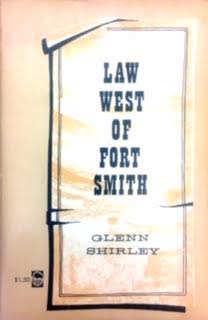 LAW
WEST
OF
FORT
SMITH
GLENN
SHIRLEY
$1.50